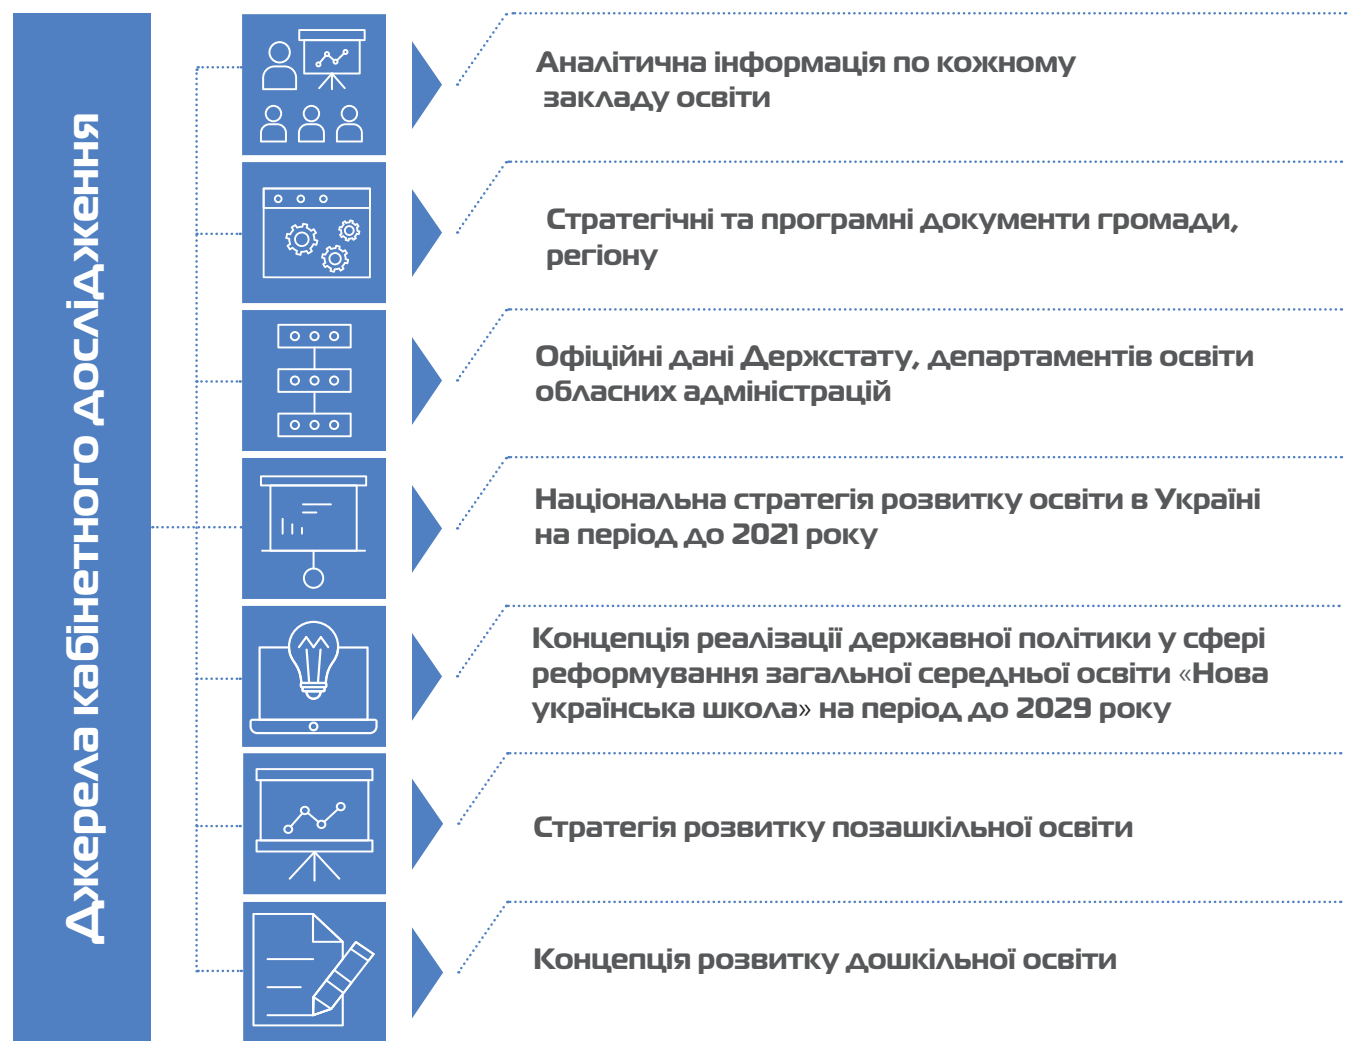 Джерела кабінетного дослідження
Аналітична інформація по кожному
закладу освіти
Стратегічні та програмні документи громади,
регіону
Офіційні дані Держстату, департаментів освіти
обласних адміністрацій
Національна стратегія розвитку освіти в Україні
на період до 2021 року
Концепція реалізації державної політики у сфері
реформування загальної середньої освіти «Нова
українська школа» на період до 2029 року
Стратегія розвитку позашкільної освіти
Концепція розвитку дошкільної освіти